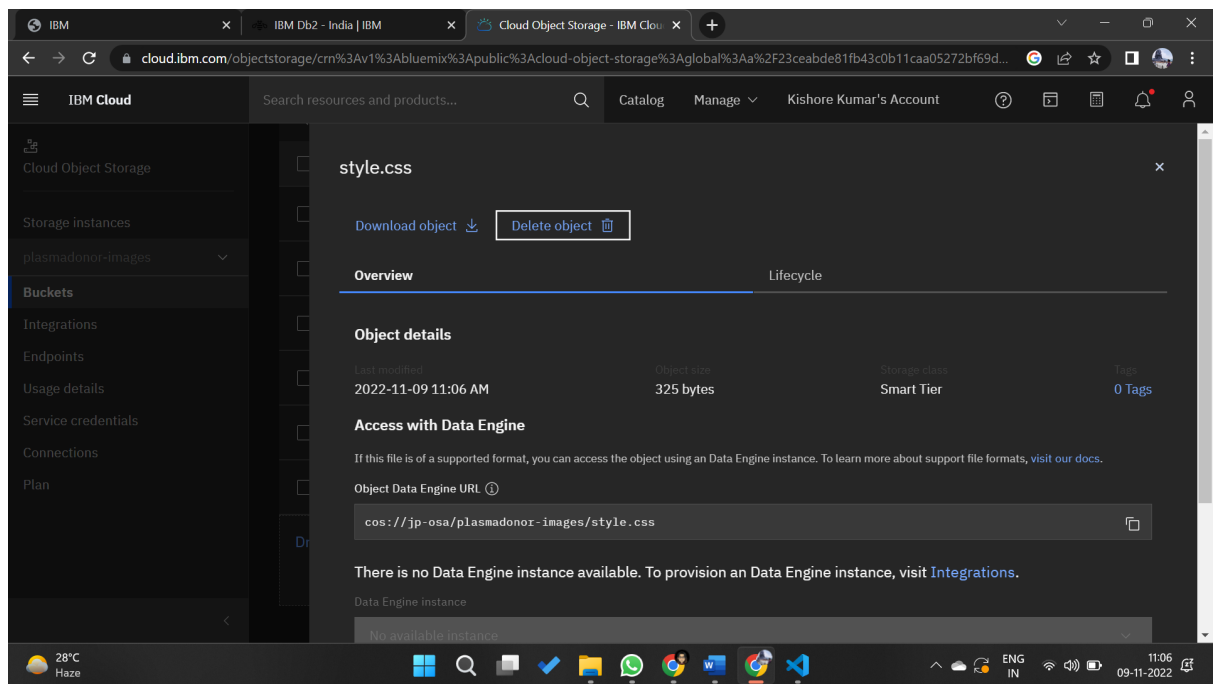 IBM
IBM Db2 - India | IBM
Cloud Object Storage - IBM Clou
cloud.ibm.com/objectstorage/crn%3Av1%3Abluemix%3Apublic%3Acloud-object-storage%3Aglobal%3Aa%2F23ceabde81fb43c0b11caa05272bf69d...
IBM Cloud
Search resources and products...
Catalog
Manage
Kishore Kumar's Account
Cloud Object Storage
Storage instances
plasmadonor-images
Buckets
Integrations
Endpoints
Usage details
Service credentials
Connections
Plan
Dr
style.css
Download object
Delete object
Overview
Lifecycle
Object details
Last modified
Object size
Storage class
Tags
2022-11-09 11:06 AM
325 bytes
Smart Tier
0 Tags
Access with Data Engine
If this file is of a supported format, you can access the object using an Data Engine instance. To learn more about support file formats, visit our docs.
Object Data Engine URL
cos://jp-osa/plasmadonor-images/style.css
There is no Data Engine instance available. To provision an Data Engine instance, visit Integrations.
Data Engine instance
No available instance
28°C
Haze
ENG
IN
11:06
09-11-2022